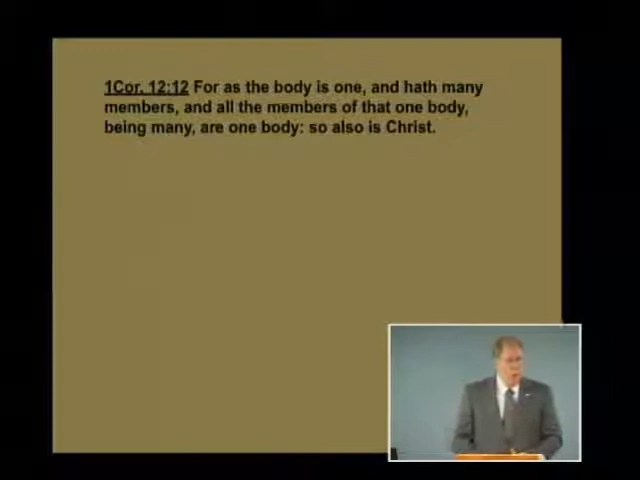 1Cor. 12:12 For as the body is one, and hath many
members, and all the members of that one body,
being many, are one body: so also is Christ.